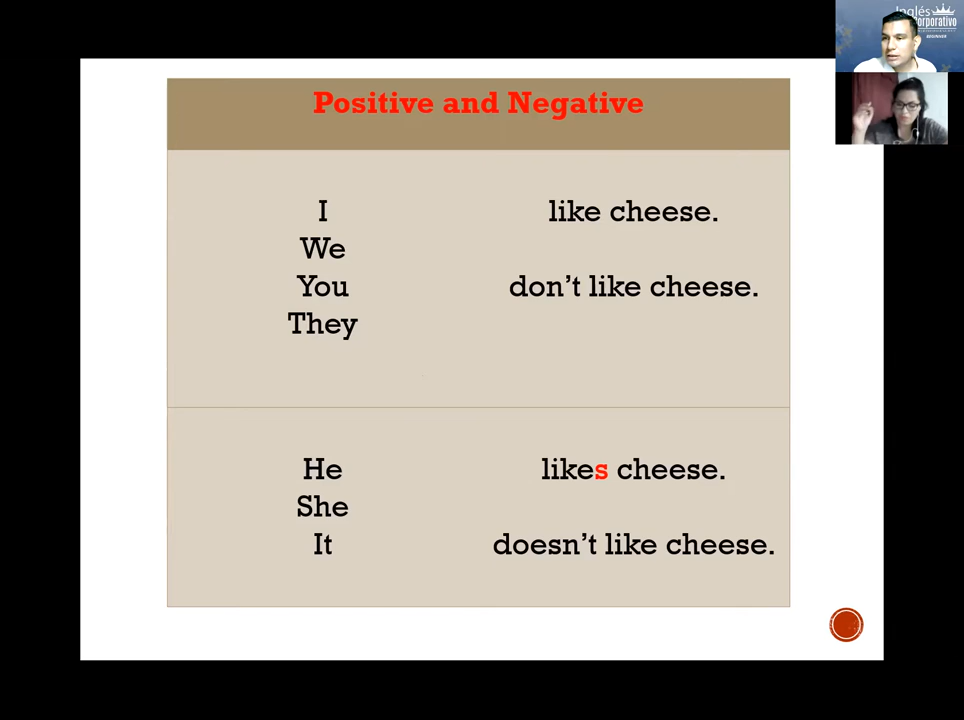 Inglés
Corporativo
BEGINNER
Positive and Negative
I
like cheese.
We
You
don't like cheese.
They
He
likes cheese.
She
It
doesn't like cheese.